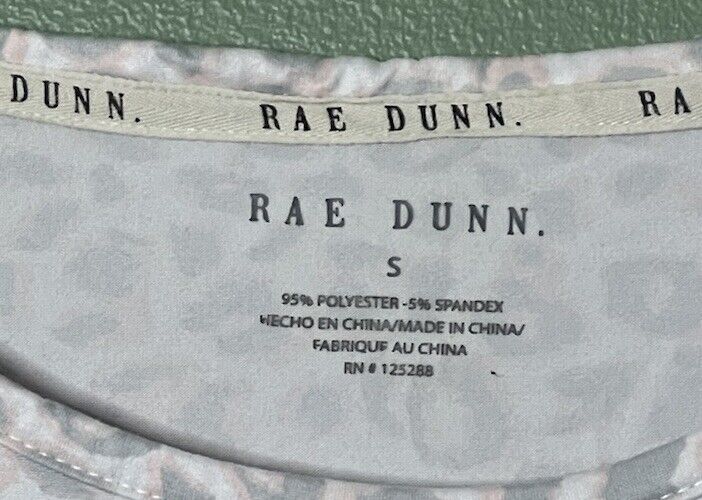 DUNN. RAE DUNN. RA
RAE DUNN.
S
95% POLYESTER -5% SPANDEX
HECHO EN CHINA/MADE IN CHINA/
FABRIQUE AU CHINA
RN # 125288